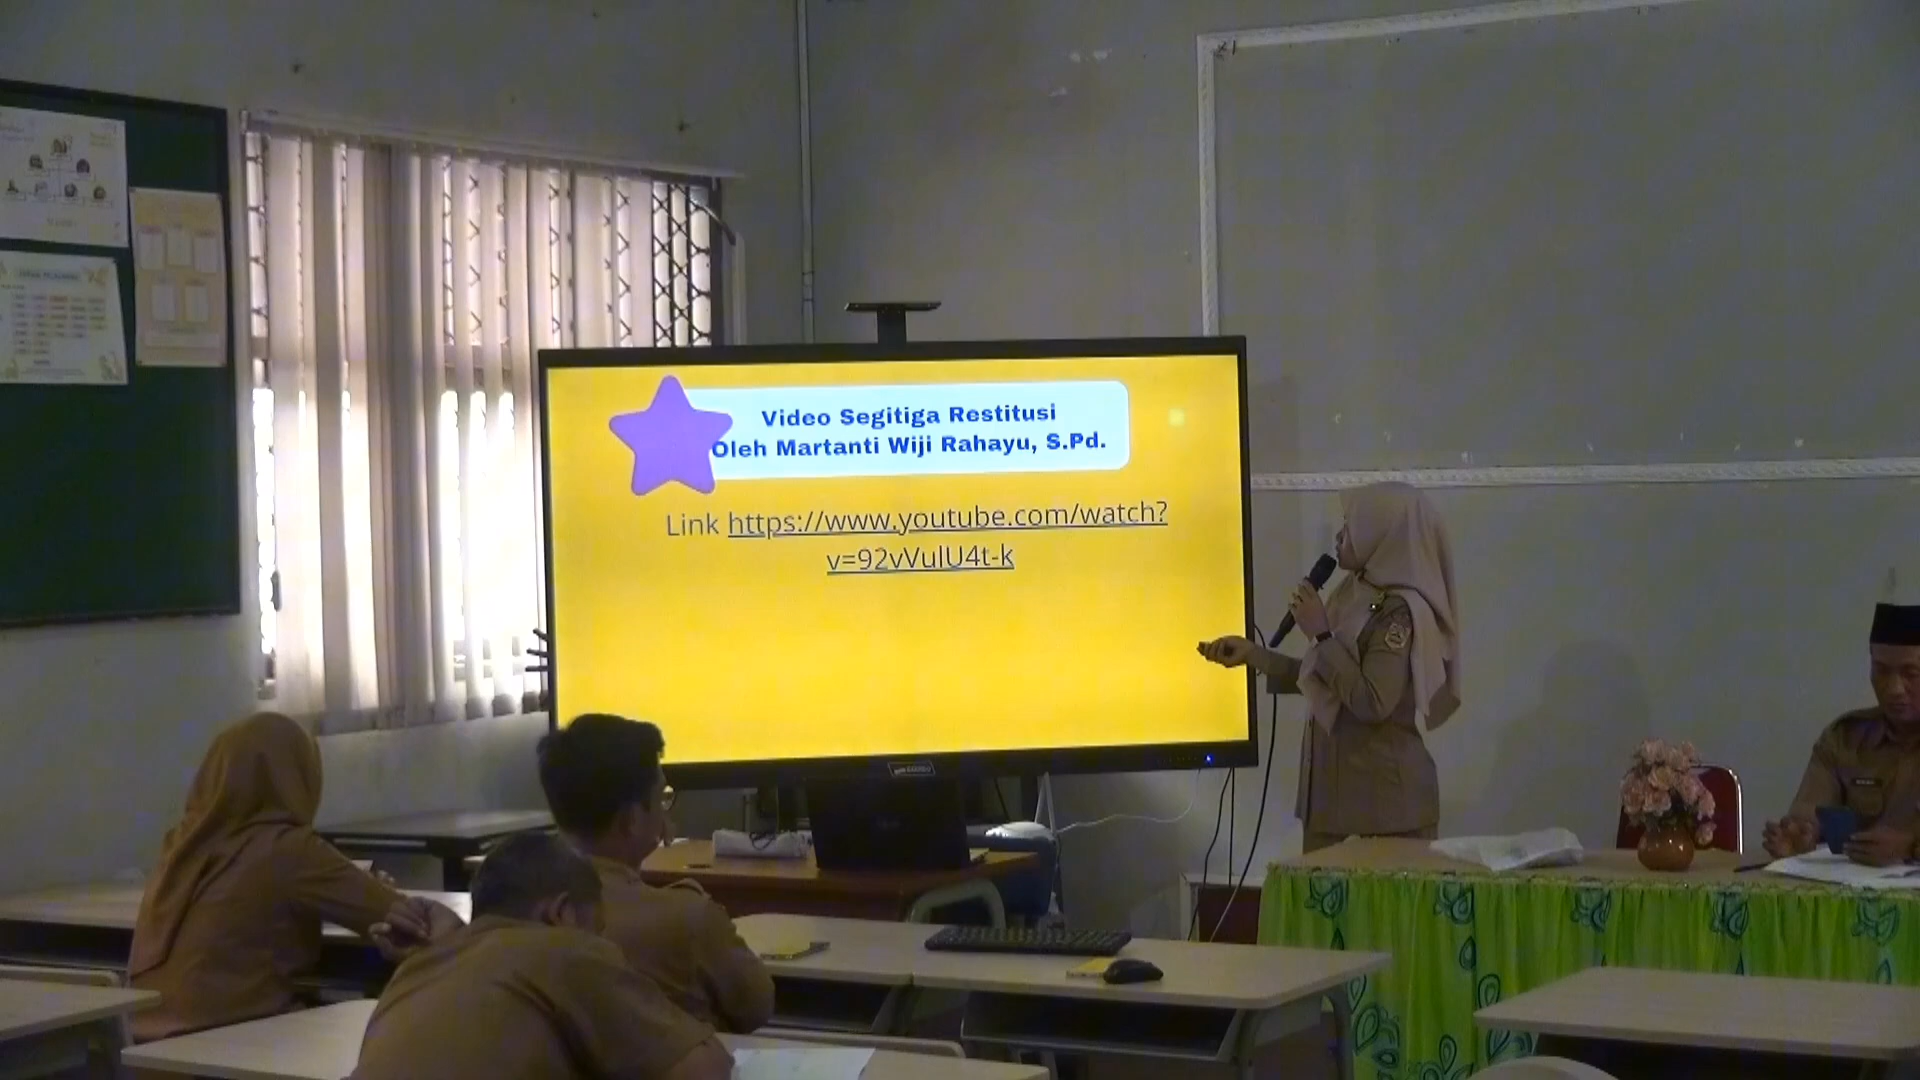 Video Segitiga Restitusi
Oleh Martanti Wiji Rahayu, S.Pd.
Link https://www.youtube.com/watch?
v=92vVulU4t-k